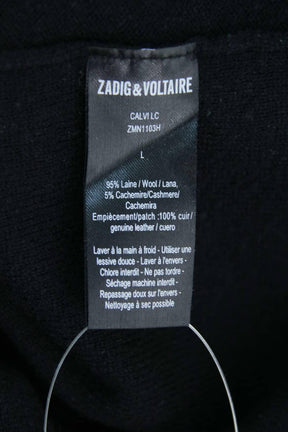 ZADIG&VOLTAIRE
CALVI LC
ZMN1103H
L
95% Laine / Wool / Lana,
5% Cachemire/Cashmere/
Cachemira
Empiècement/patch :100% cuir /
genuine leather / cuero
Laver à la main à froid - Utiliser une
lessive douce - Laver à l'envers -
Chlore interdit - Ne pas tordre -
Séchage machine interdit -
Repassage doux sur l'envers -
Nettoyage à sec possible